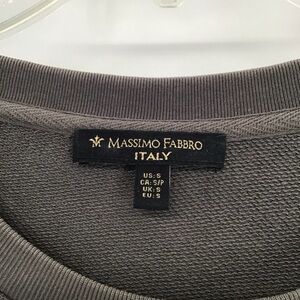 MASSIMO FABBRO
ITALY
US: S
CA: S/P
UK: S
EU: S